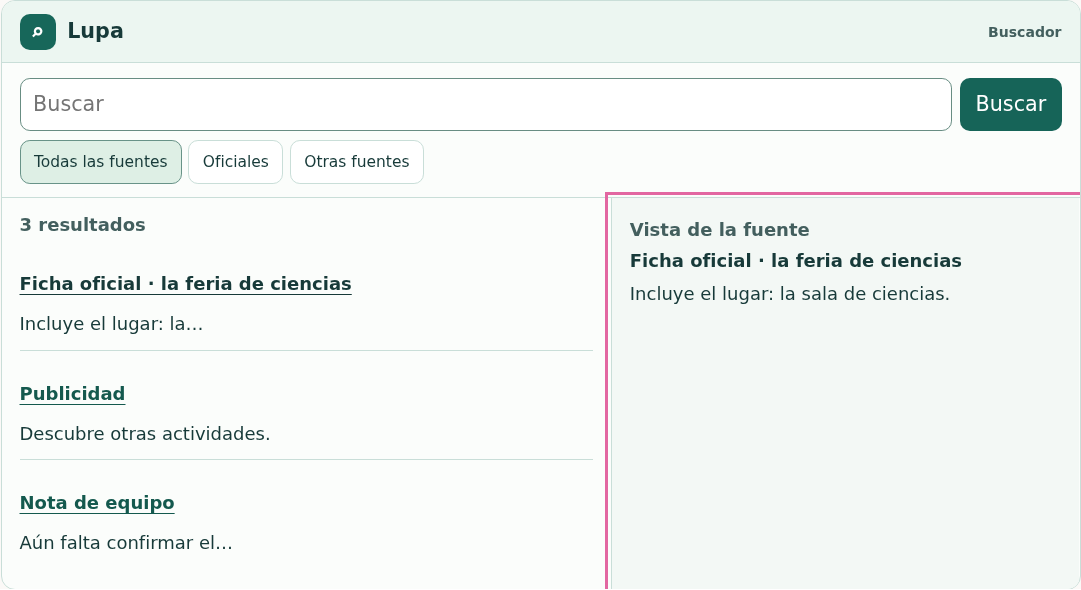 Lupa
Buscador
Buscar
Buscar
Todas las fuentes
Oficiales
Otras fuentes
3 resultados
Ficha oficial · la feria de ciencias
Incluye el lugar: la…
Publicidad
Descubre otras actividades.
Nota de equipo
Aún falta confirmar el…
Vista de la fuente
Ficha oficial · la feria de ciencias
Incluye el lugar: la sala de ciencias.